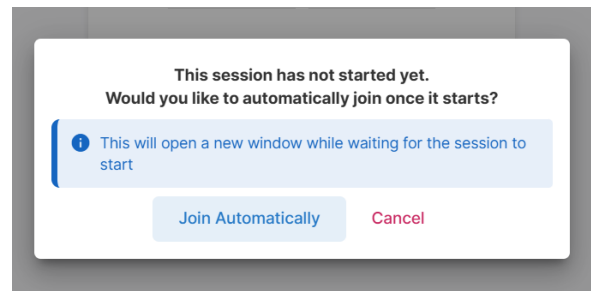 This session has not started yet.
Would you like to automatically join once it starts?
This will open a new window while waiting for the session to
start
Join Automatically
Cancel